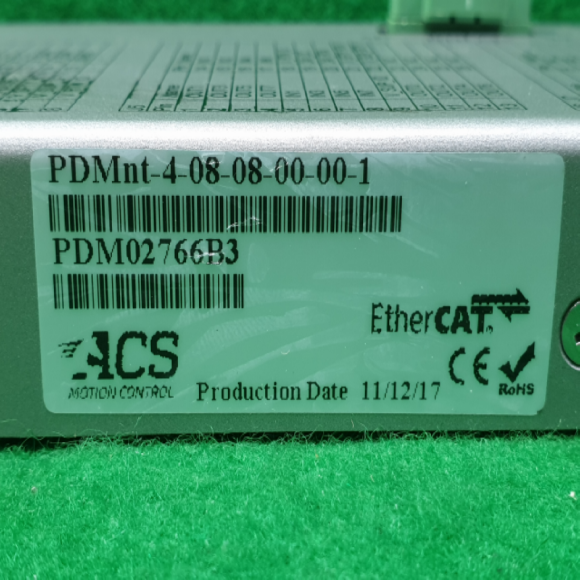 PDMnt-4-08-08-00-00-1
PDM02766B3
EtherCAT
ACS
MOTION CONTROL
CE
RoHS
Production Date 11/12/17